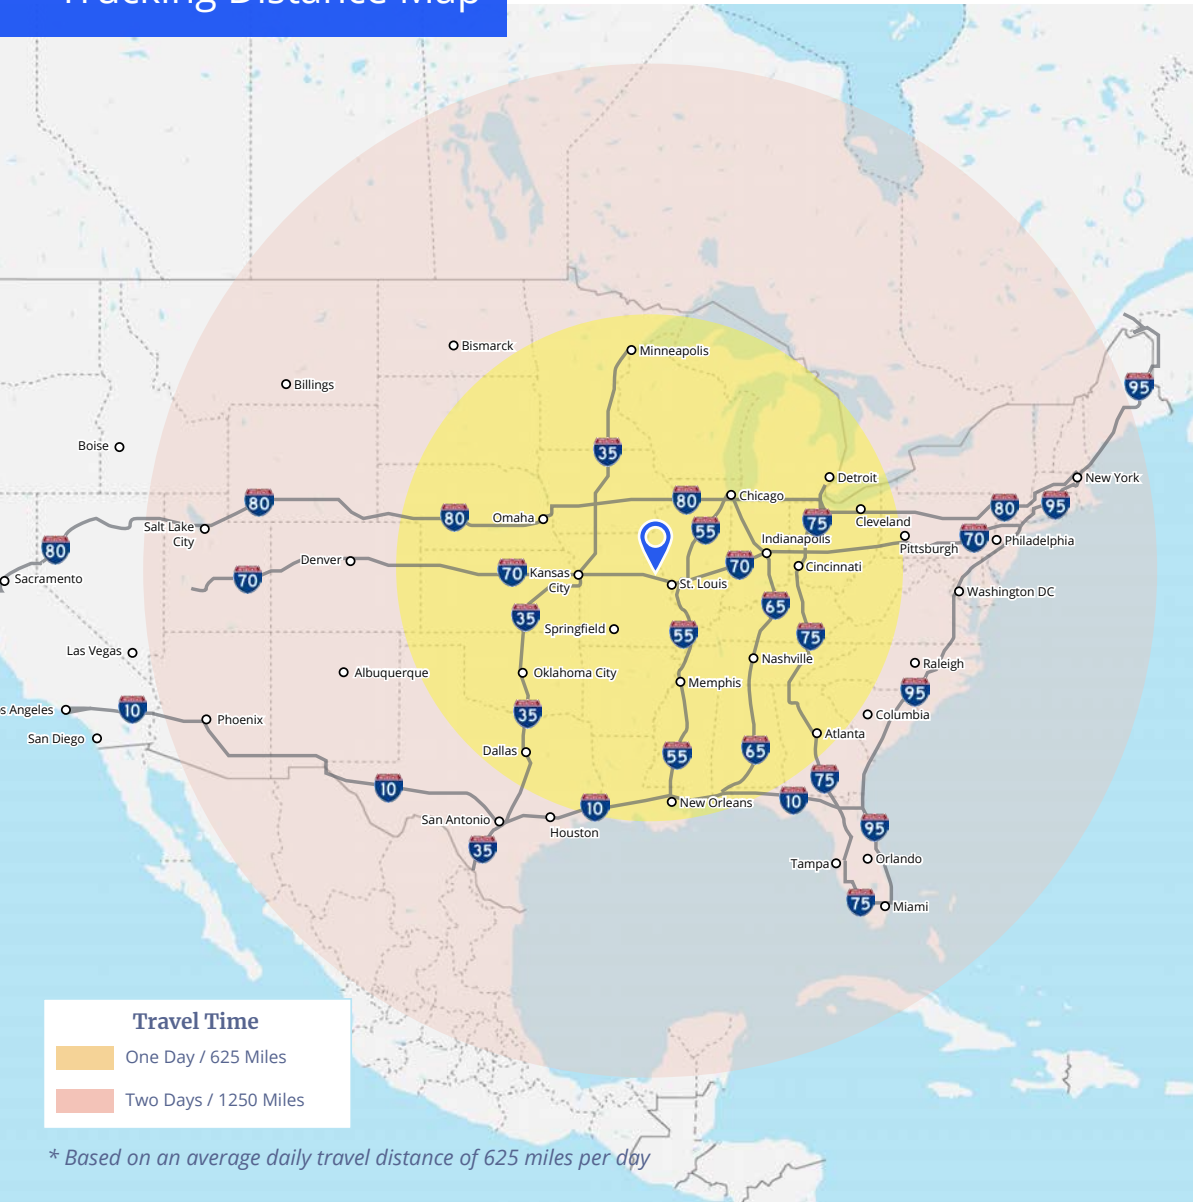 Trucking Distance Map
95
Bismarck
Minneapolis
Billings
Boise
35
Detroit
New York
80
80
Omaha
80
Chicago
80
95
Salt Lake
City
55
75
Cleveland
80
Indianapolis
Pittsburgh
70
Philadelphia
Denver
70
70
Kansas
City
70
Cincinnati
Sacramento
St. Louis
Washington DC
35
65
Springfield
55
75
Las Vegas
Nashville
Raleigh
Albuquerque
Oklahoma City
Memphis
95
s Angeles
10
Phoenix
35
Columbia
San Diego
Atlanta
Dallas
55
65
75
10
10
New Orleans
10
San Antonio
Houston
95
35
Tampa
Orlando
75
Miami
Travel Time
One Day / 625 Miles
Two Days / 1250 Miles
* Based on an average daily travel distance of 625 miles per day